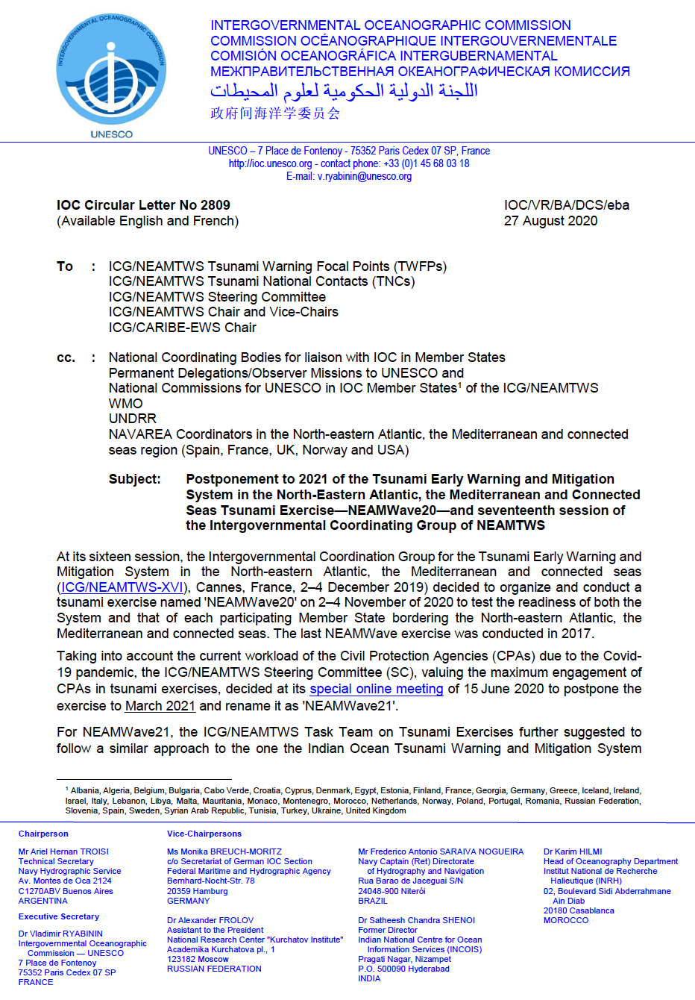 INTERGOVERNMENTAL OCEANOGRAPHIC COMMISSION
UNESCO
INTERGOVERNMENTAL OCEANOGRAPHIC COMMISSION
COMMISSION OCÉANOGRAPHIQUE INTERGOUVERNEMENTALE
COMISIÓN OCEANOGRÁFICA INTERGUBERNAMENTAL
МЕЖПРАВИТЕЛЬСТВЕННАЯ ОКЕАНОГРАФИЧЕСКАЯ КОМИССИЯ
اللجنة الدولية الحكومية لعلوم المحيطات
政府间海洋学委员会
UNESCO – 7 Place de Fontenoy - 75352 Paris Cedex 07 SP, France
http://ioc.unesco.org - contact phone: +33 (0)1 45 68 03 18
E-mail: v.ryabinin@unesco.org
IOC Circular Letter No 2809 IOC/VR/BA/DCS/eba
(Available English and French) 27 August 2020
To : ICG/NEAMTWS Tsunami Warning Focal Points (TWFPs)
ICG/NEAMTWS Tsunami National Contacts (TNCs)
ICG/NEAMTWS Steering Committee
ICG/NEAMTWS Chair and Vice-Chairs
ICG/CARIBE-EWS Chair
cc. : National Coordinating Bodies for liaison with IOC in Member States
Permanent Delegations/Observer Missions to UNESCO and
National Commissions for UNESCO in IOC Member States1 of the ICG/NEAMTWS
WMO
UNDRR
NAVAREA Coordinators in the North-eastern Atlantic, the Mediterranean and connected
seas region (Spain, France, UK, Norway and USA)
Subject: Postponement to 2021 of the Tsunami Early Warning and Mitigation
System in the North-Eastern Atlantic, the Mediterranean and Connected
Seas Tsunami Exercise—NEAMWave20—and seventeenth session of
the Intergovernmental Coordinating Group of NEAMTWS
At its sixteen session, the Intergovernmental Coordination Group for the Tsunami Early Warning and
Mitigation System in the North-eastern Atlantic, the Mediterranean and connected seas
(ICG/NEAMTWS-XVI), Cannes, France, 2–4 December 2019) decided to organize and conduct a
tsunami exercise named 'NEAMWave20' on 2–4 November of 2020 to test the readiness of both the
System and that of each participating Member State bordering the North-eastern Atlantic, the
Mediterranean and connected seas. The last NEAMWave exercise was conducted in 2017.
Taking into account the current workload of the Civil Protection Agencies (CPAs) due to the Covid-
19 pandemic, the ICG/NEAMTWS Steering Committee (SC), valuing the maximum engagement of
CPAs in tsunami exercises, decided at its special online meeting of 15 June 2020 to postpone the
exercise to March 2021 and rename it as 'NEAMWave21'.
For NEAMWave21, the ICG/NEAMTWS Task Team on Tsunami Exercises further suggested to
follow a similar approach to the one the Indian Ocean Tsunami Warning and Mitigation System
1 Albania, Algeria, Belgium, Bulgaria, Cabo Verde, Croatia, Cyprus, Denmark, Egypt, Estonia, Finland, France, Georgia, Germany, Greece, Iceland, Ireland,
Israel, Italy, Lebanon, Libya, Malta, Mauritania, Monaco, Montenegro, Morocco, Netherlands, Norway, Poland, Portugal, Romania, Russian Federation,
Slovenia, Spain, Sweden, Syrian Arab Republic, Tunisia, Turkey, Ukraine, United Kingdom
Chairperson
Mr Ariel Hernan TROISI
Technical Secretary
Navy Hydrographic Service
Av. Montes de Oca 2124
C1270ABV Buenos Aires
ARGENTINA
Executive Secretary
Dr Vladimir RYABININ
Intergovernmental Oceanographic
Commission — UNESCO
7 Place de Fontenoy
75352 Paris Cedex 07 SP
FRANCE
Vice-Chairpersons
Ms Monika BREUCH-MORITZ
c/o Secretariat of German IOC Section
Federal Maritime and Hydrographic Agency
Bernhard-Nocht-Str. 78
20359 Hamburg
GERMANY
Dr Alexander FROLOV
Assistant to the President
National Research Center "Kurchatov Institute"
Academika Kurchatova pl., 1
123182 Moscow
RUSSIAN FEDERATION
Mr Frederico Antonio SARAIVA NOGUEIRA
Navy Captain (Ret) Directorate
of Hydrography and Navigation
Rua Barao de Jaceguai S/N
24048-900 Niterói
BRAZIL
Dr Satheesh Chandra SHENOI
Former Director
Indian National Centre for Ocean
Information Services (INCOIS)
Pragati Nagar, Nizampet
P.O. 500090 Hyderabad
INDIA
Dr Karim HILMI
Head of Oceanography Department
Institut National de Recherche
Halieutique (INRH)
02, Boulevard Sidi Abderrahmane
Ain Diab
20180 Casablanca
MOROCCO